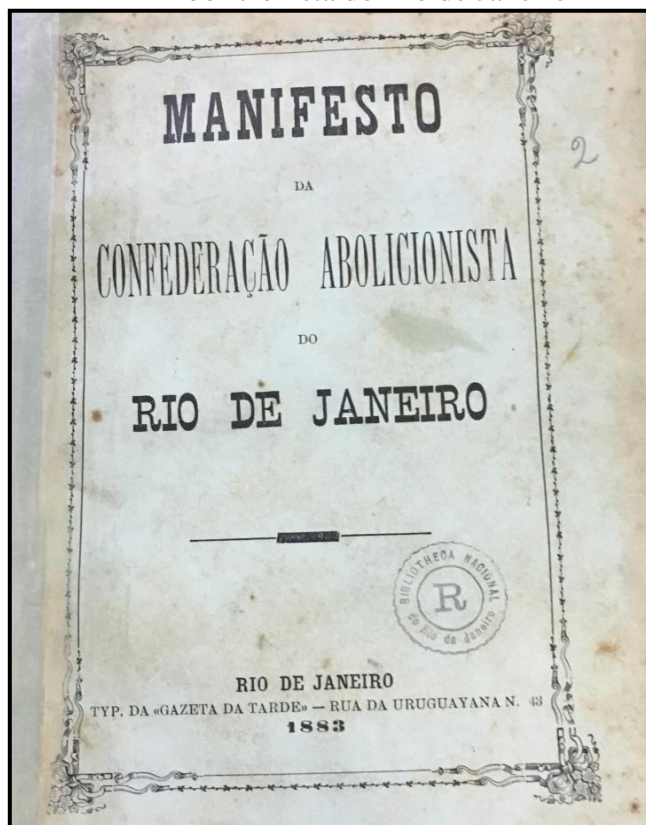 MANIFESTO
DA
CONFEDERAÇÃO ABOLICIONISTA
DO
RIO DE JANEIRO
2
BIBLIOTHECA NACIONAL
R
do Rio de Janeiro
RIO DE JANEIRO
TYP. DA «GAZETA DA TARDE» — RUA DA URUGUAYANA N. 43
1883